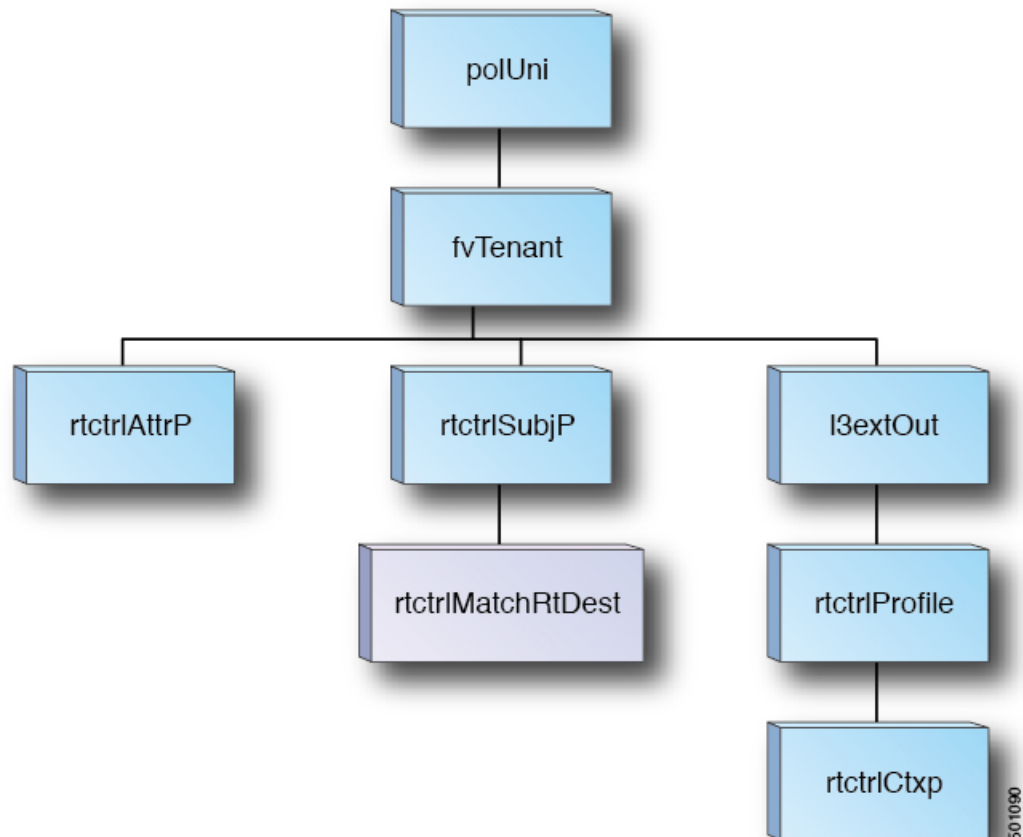 polUni
fvTenant
rtctrlAttrP
rtctrlSubjP
l3extOut
rtctrlMatchRtDest
rtctrlProfile
rtctrlCtxp
501090